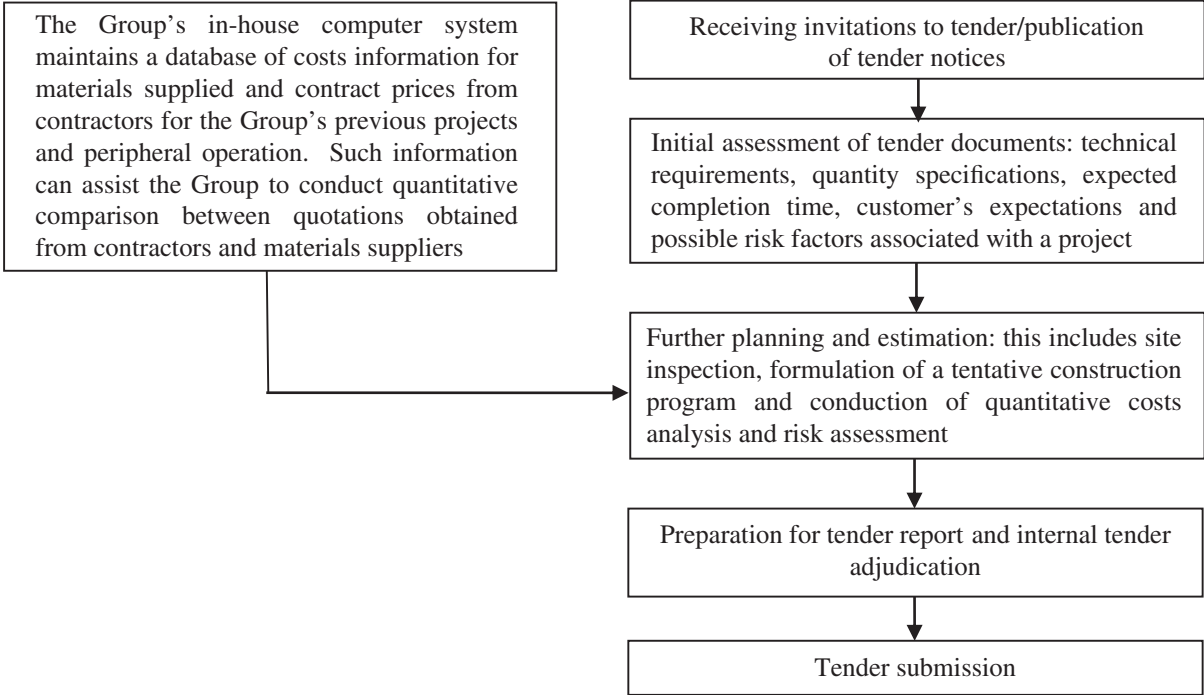 The Group's in-house computer system
maintains a database of costs information for
materials supplied and contract prices from
contractors for the Group's previous projects
and peripheral operation. Such information
can assist the Group to conduct quantitative
comparison between quotations obtained
from contractors and materials suppliers
Receiving invitations to tender/publication
of tender notices
Initial assessment of tender documents: technical
requirements, quantity specifications, expected
completion time, customer's expectations and
possible risk factors associated with a project
Further planning and estimation: this includes site
inspection, formulation of a tentative construction
program and conduction of quantitative costs
analysis and risk assessment
Preparation for tender report and internal tender
adjudication
Tender submission